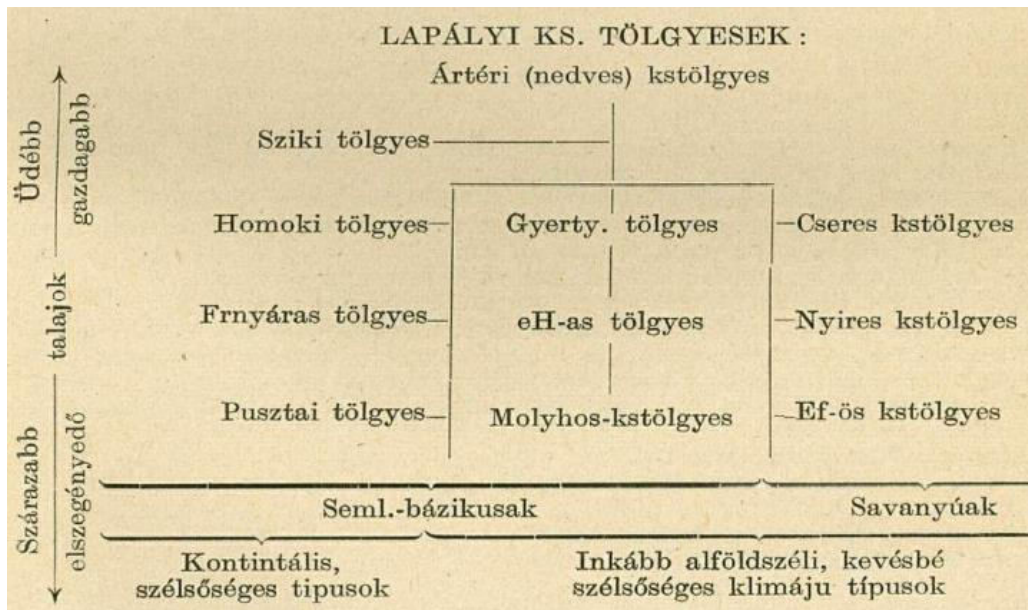 LAPÁLYI KS. TÖLGYESEK :
Ártéri (nedves) kstölgyes
Sziki tölgyes
Homoki tölgyes
Gyerty. tölgyes
Cseres kstölgyes
Frnyáras tölgyes
eH-as tölgyes
Nyires kstölgyes
Pusztai tölgyes
Molyhos-kstölgyes
Ef-ös kstölgyes
Üdébb
gazdagabb
talajok
Szárazabb
elszegényedő
Seml.-bázikusak
Savanyúak
Kontintális,
szélsőséges tipusok
Inkább alföldszéli, kevésbé
szélsőséges klimáju típusok